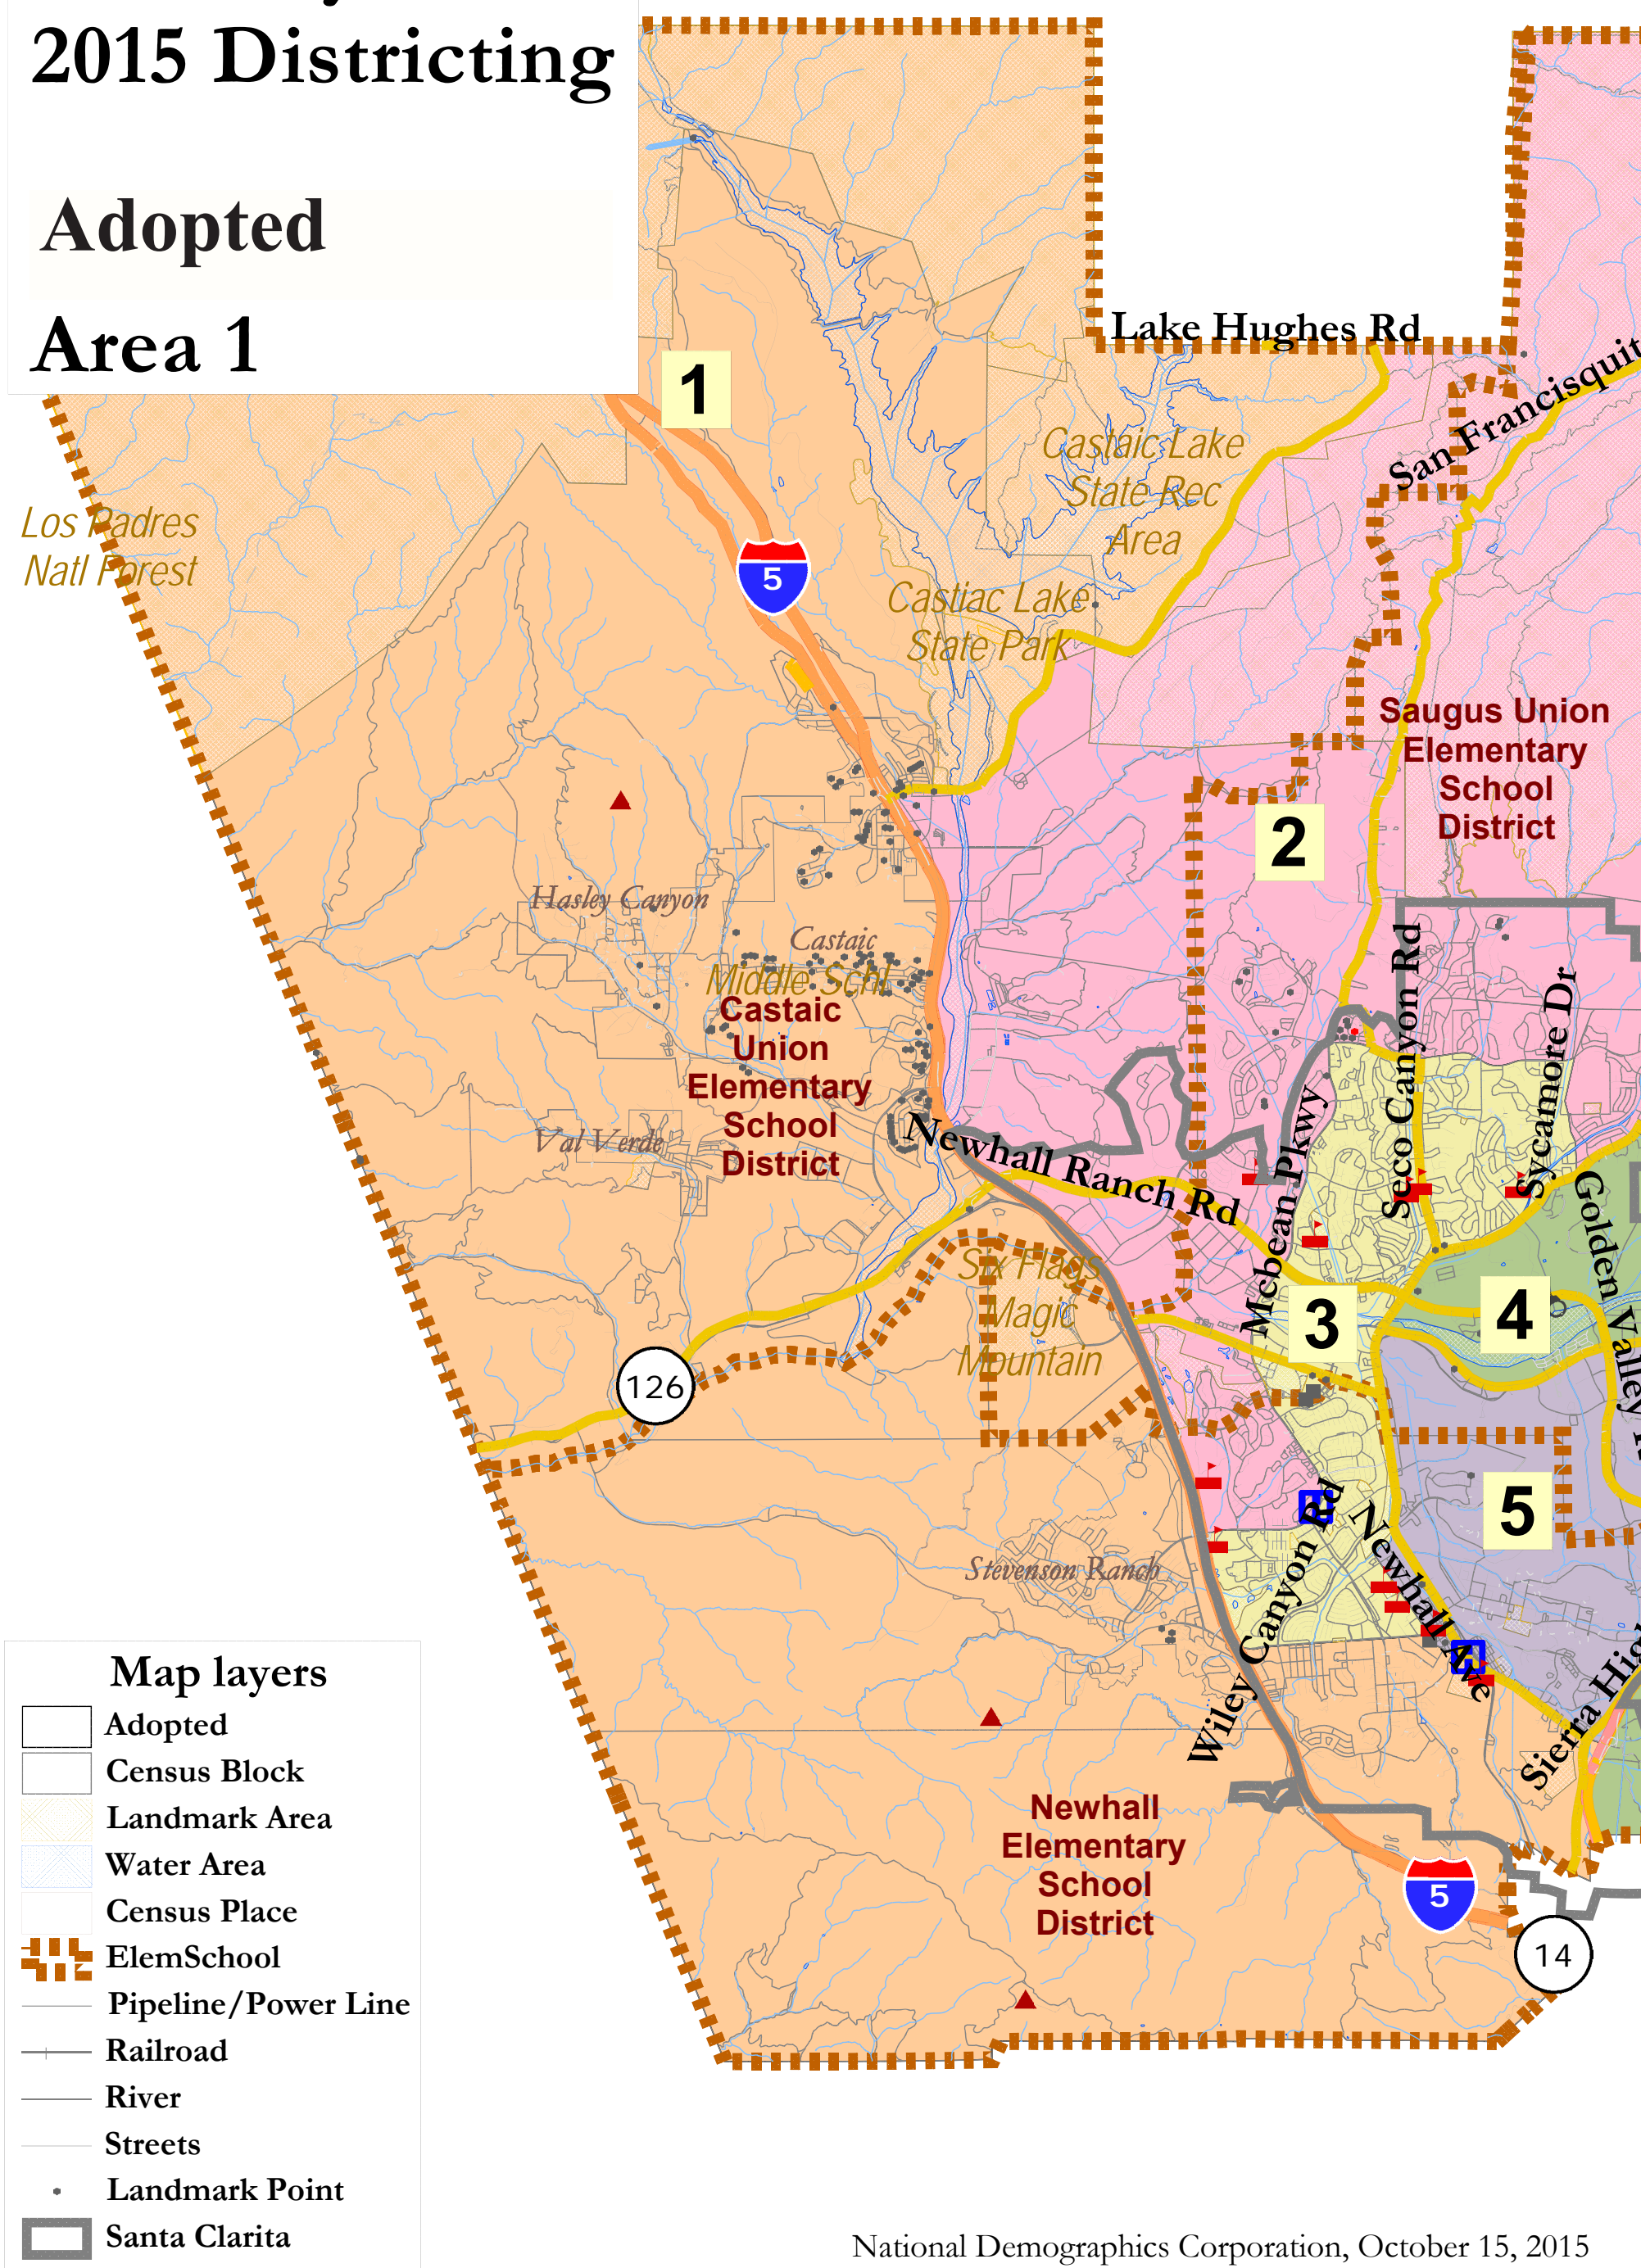 2015 Districting
Adopted
Area 1
1
Lake Hughes Rd
San Francisquit
Castaic Lake
State Rec
Area
Los Padres
Natl Forest
5
Castiac Lake
State Park
Saugus Union
Elementary
School
District
2
Hasley Canyon
Castaic
Middle Schl
Castaic
Union
Elementary
School
District
Seco Canyon Rd
Sycamore Dr
Mcbean Pkwy
Newhall Ranch Rd
Val Verde
Golden Valley
Six Flags
Magic
Mountain
3
4
126
5
Stevenson Ranch
Wiley Canyon Rd
Newhall Ave
Sierra High
Newhall
Elementary
School
District
5
14
Map layers
Adopted
Census Block
Landmark Area
Water Area
Census Place
ElemSchool
Pipeline/Power Line
Railroad
River
Streets
Landmark Point
Santa Clarita
National Demographics Corporation, October 15, 2015